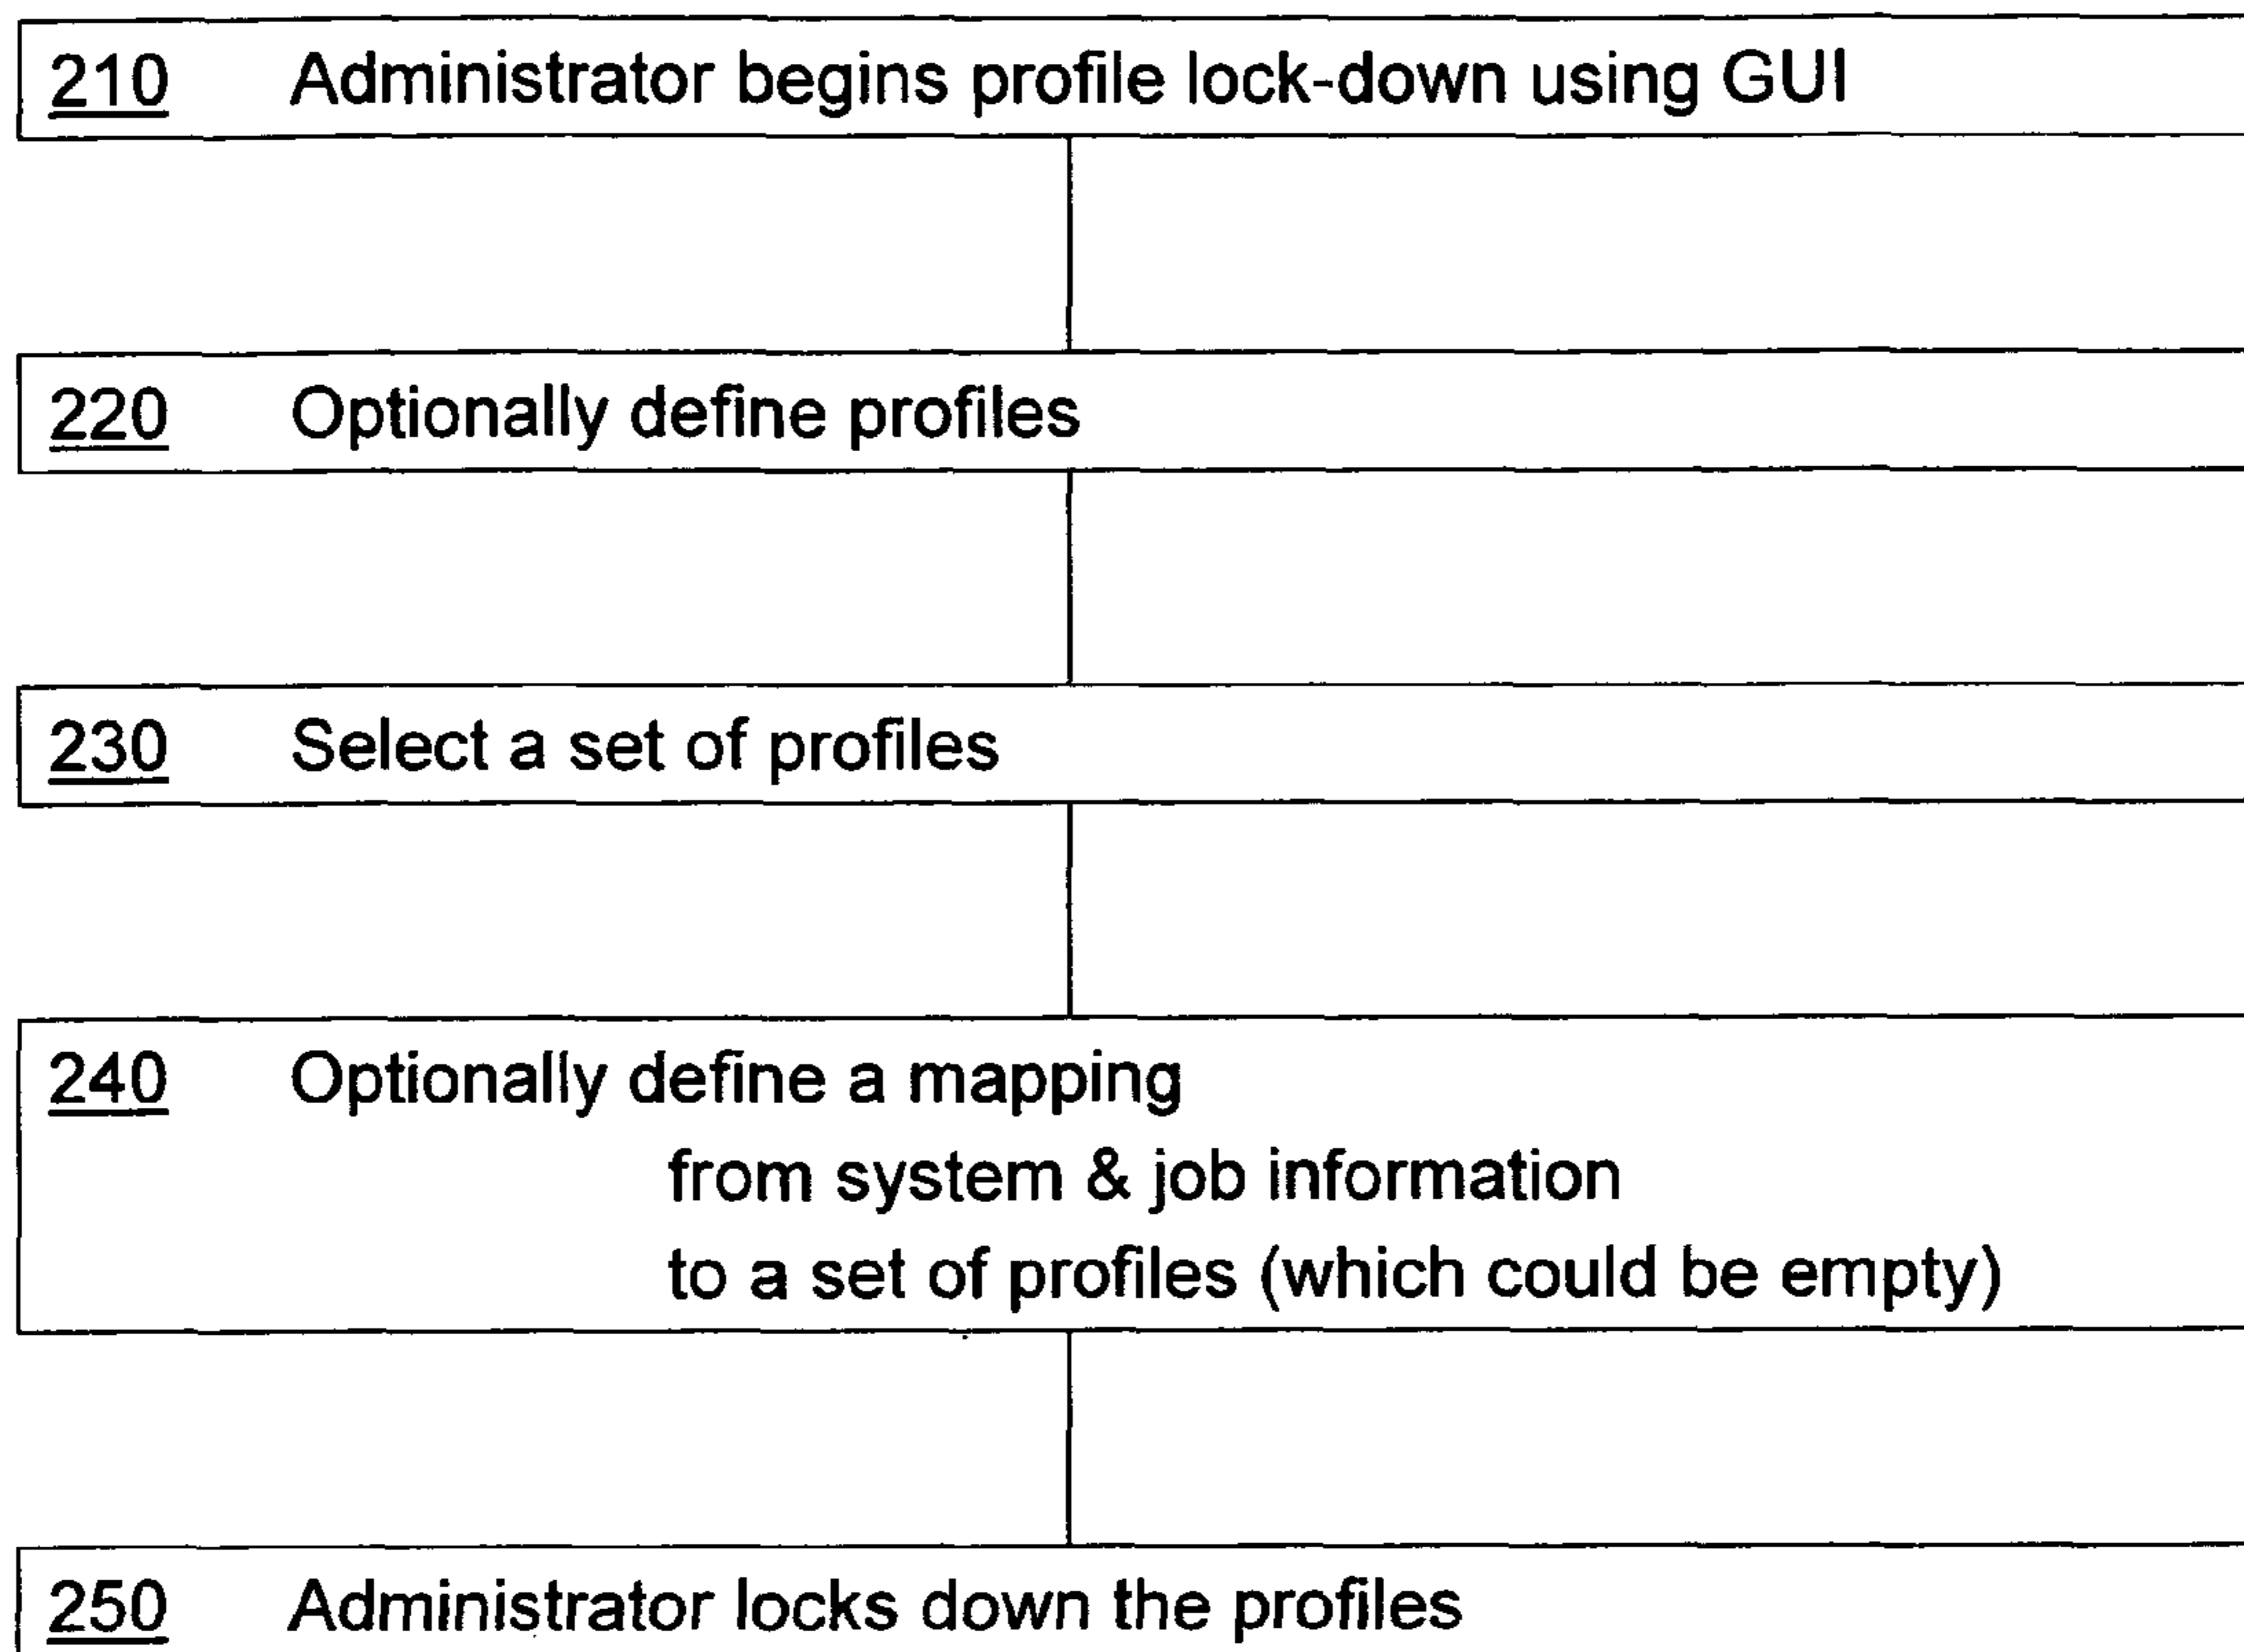 210 Administrator begins profile lock-down using GUI
220 Optionally define profiles
230 Select a set of profiles
240 Optionally define a mapping
from system & job information
to a set of profiles (which could be empty)
250 Administrator locks down the profiles